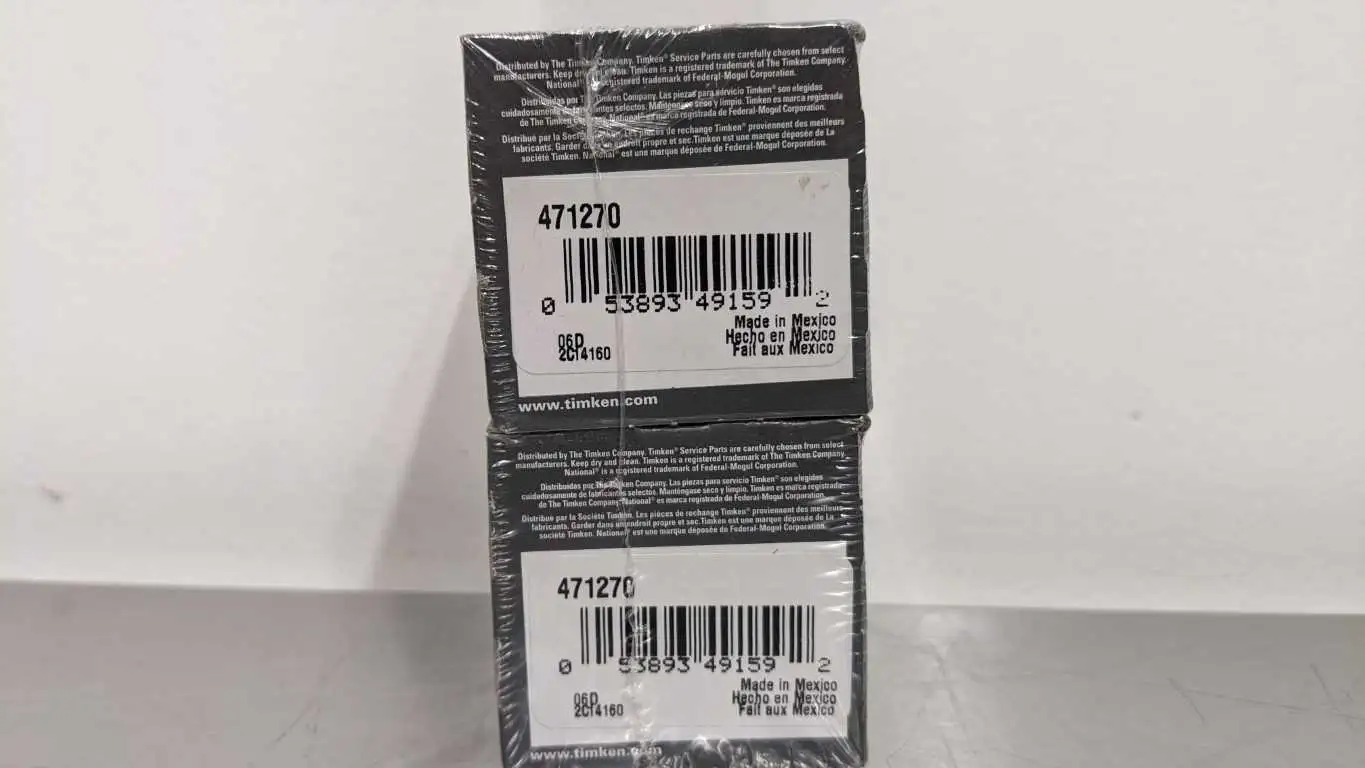 Distributed by The Timken Company. Timken® Service Parts are carefully chosen from select
manufacturers. Keep dry and clean. Timken is a registered trademark of The Timken Company.
National® is a registered trademark of Federal-Mogul Corporation.
Distribuidas por The Timken Company. Las piezas para servicio Timken® son elegidas
cuidadosamente de fabricantes selectos. Manténgase seco y limpio. Timken es marca registrada
de The Timken Company. National® es marca registrada de Federal-Mogul Corporation.
Distribué par la Société Timken. Les pièces de rechange Timken® proviennent des meilleurs
fabricants. Garder dans un endroit propre et sec. Timken est une marque déposée de La
société Timken. National® est une marque déposée de Federal-Mogul Corporation.
471270
0 53893 49159 2
Made in Mexico
06D Hecho en Mexico
2CI4160 Fait aux Mexico
www.timken.com
Distributed by The Timken Company. Timken® Service Parts are carefully chosen from select
manufacturers. Keep dry and clean. Timken is a registered trademark of The Timken Company.
National® is a registered trademark of Federal-Mogul Corporation.
Distribuidas por The Timken Company. Las piezas para servicio Timken® son elegidas
cuidadosamente de fabricantes selectos. Manténgase seco y limpio. Timken es marca registrada
de The Timken Company. National® es marca registrada de Federal-Mogul Corporation.
Distribué par la Société Timken. Les pièces de rechange Timken® proviennent des meilleurs
fabricants. Garder dans un endroit propre et sec. Timken est une marque déposée de La
société Timken. National® est une marque déposée de Federal-Mogul Corporation.
471270
0 53893 49159 2
Made in Mexico
06D Hecho en Mexico
2CI4160 Fait aux Mexico
www.timken.com